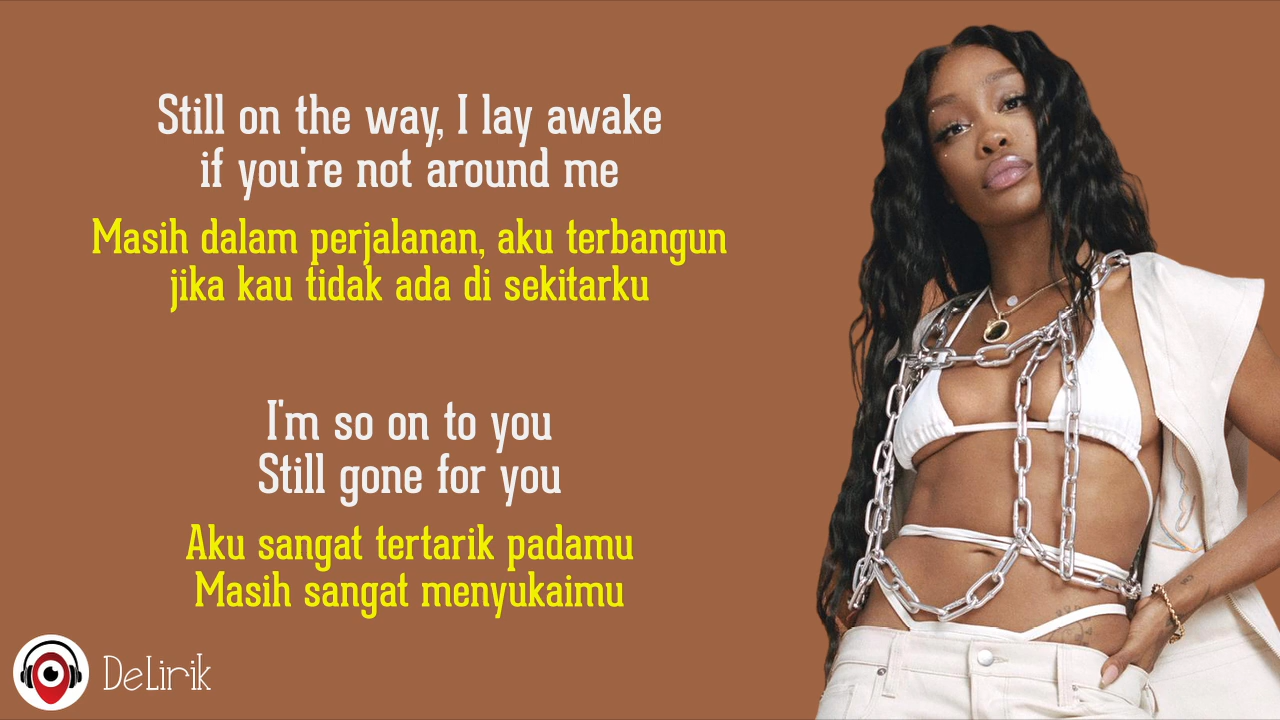 Still on the way, I lay awake
if you're not around me
Masih dalam perjalanan, aku terbangun
jika kau tidak ada di sekitarku
I'm so on to you
Still gone for you
Aku sangat tertarik padamu
Masih sangat menyukaimu
DeLirik